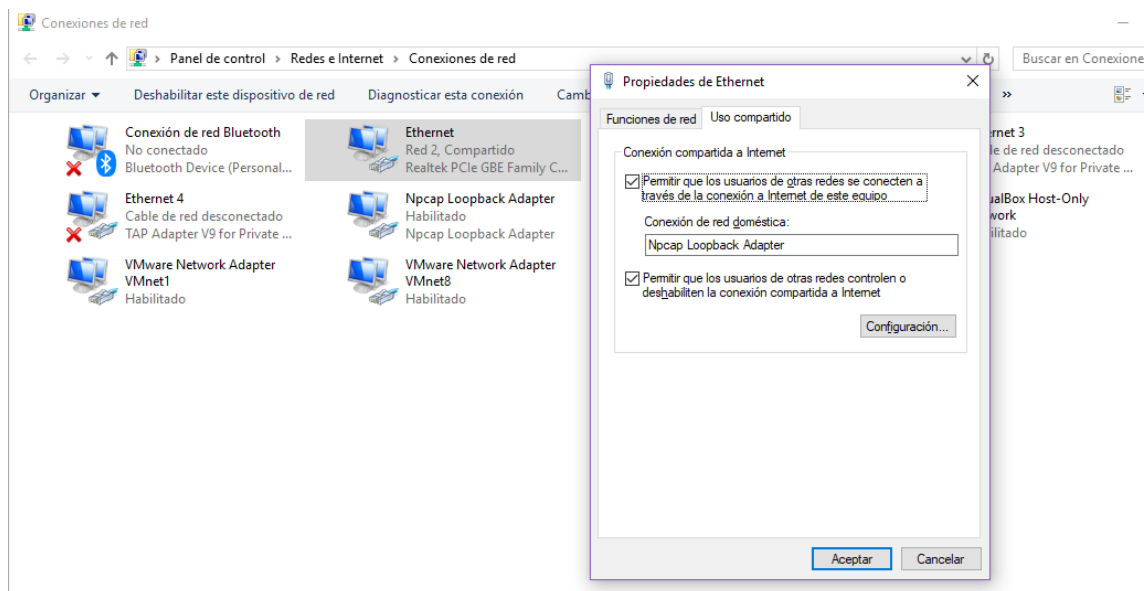 Conexiones de red
Panel de control > Redes e Internet > Conexiones de red
Buscar en Conexione
Organizar
Deshabilitar este dispositivo de red
Diagnosticar esta conexión
Camb
»
Conexión de red Bluetooth
No conectado
Bluetooth Device (Personal...
Ethernet
Red 2, Compartido
Realtek PCIe GBE Family C...
rnet 3
le de red desconectado
Adapter V9 for Private ...
Ethernet 4
Cable de red desconectado
TAP Adapter V9 for Private ...
Npcap Loopback Adapter
Habilitado
Npcap Loopback Adapter
ualBox Host-Only
work
ilitado
VMware Network Adapter
VMnet1
Habilitado
VMware Network Adapter
VMnet8
Habilitado
Propiedades de Ethernet
Funciones de red
Uso compartido
Conexión compartida a Internet
Permitir que los usuarios de otras redes se conecten a
través de la conexión a Internet de este equipo
Conexión de red doméstica:
Npcap Loopback Adapter
Permitir que los usuarios de otras redes controlen o
deshabiliten la conexión compartida a Internet
Configuración...
Aceptar
Cancelar